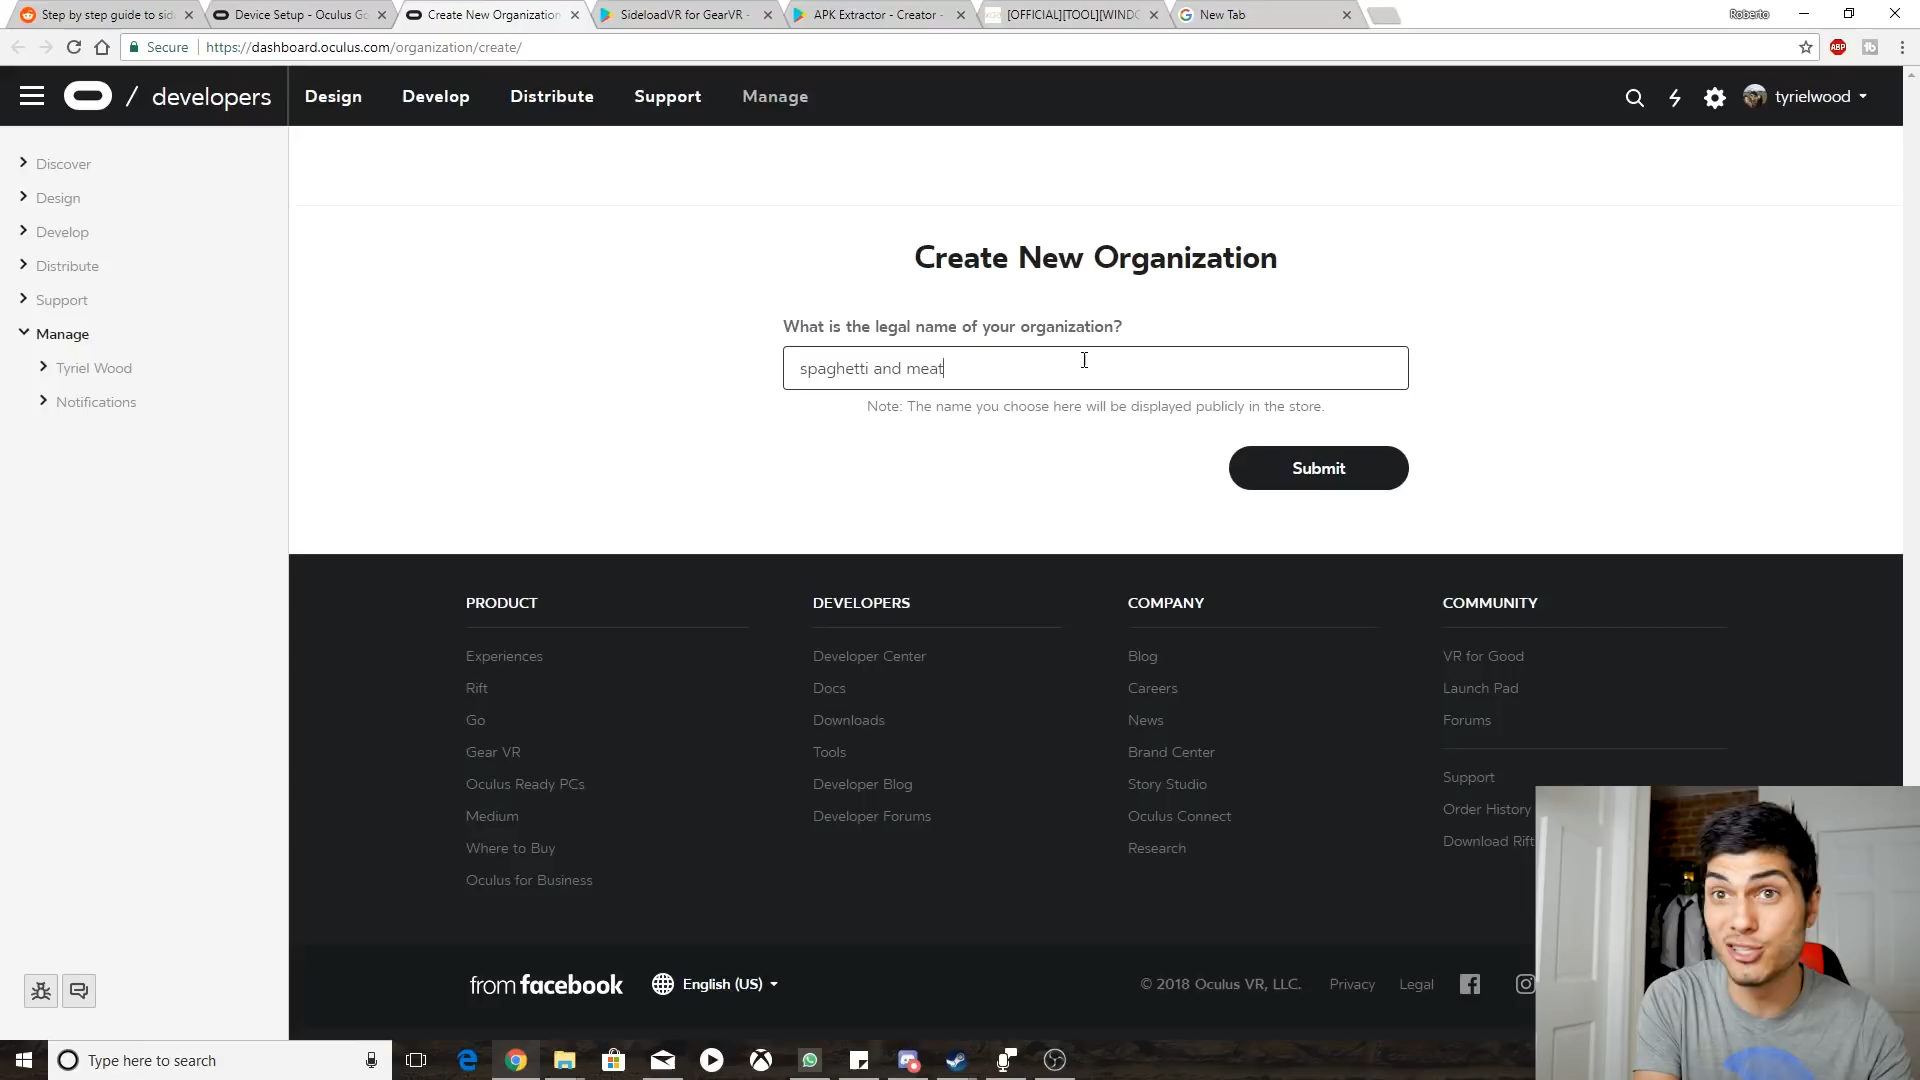 Step by step guide to sid
Device Setup - Oculus Go
Create New Organization
SideloadVR for GearVR -
APK Extractor - Creator -
[OFFICIAL][TOOL][WINDO
New Tab
Roberto
Secure
https://dashboard.oculus.com/organization/create/
ABP
/ developers
Design
Develop
Distribute
Support
Manage
tyrielwood
Discover
Design
Develop
Distribute
Support
Manage
Tyriel Wood
Notifications
Create New Organization
What is the legal name of your organization?
spaghetti and meat
Note: The name you choose here will be displayed publicly in the store.
Submit
PRODUCT
Experiences
Rift
Go
Gear VR
Oculus Ready PCs
Medium
Where to Buy
Oculus for Business
DEVELOPERS
Developer Center
Docs
Downloads
Tools
Developer Blog
Developer Forums
COMPANY
Blog
Careers
News
Brand Center
Story Studio
Oculus Connect
Research
COMMUNITY
VR for Good
Launch Pad
Forums
Support
Order History
Download Rift
from facebook
English (US)
© 2018 Oculus VR, LLC.
Privacy
Legal
Type here to search